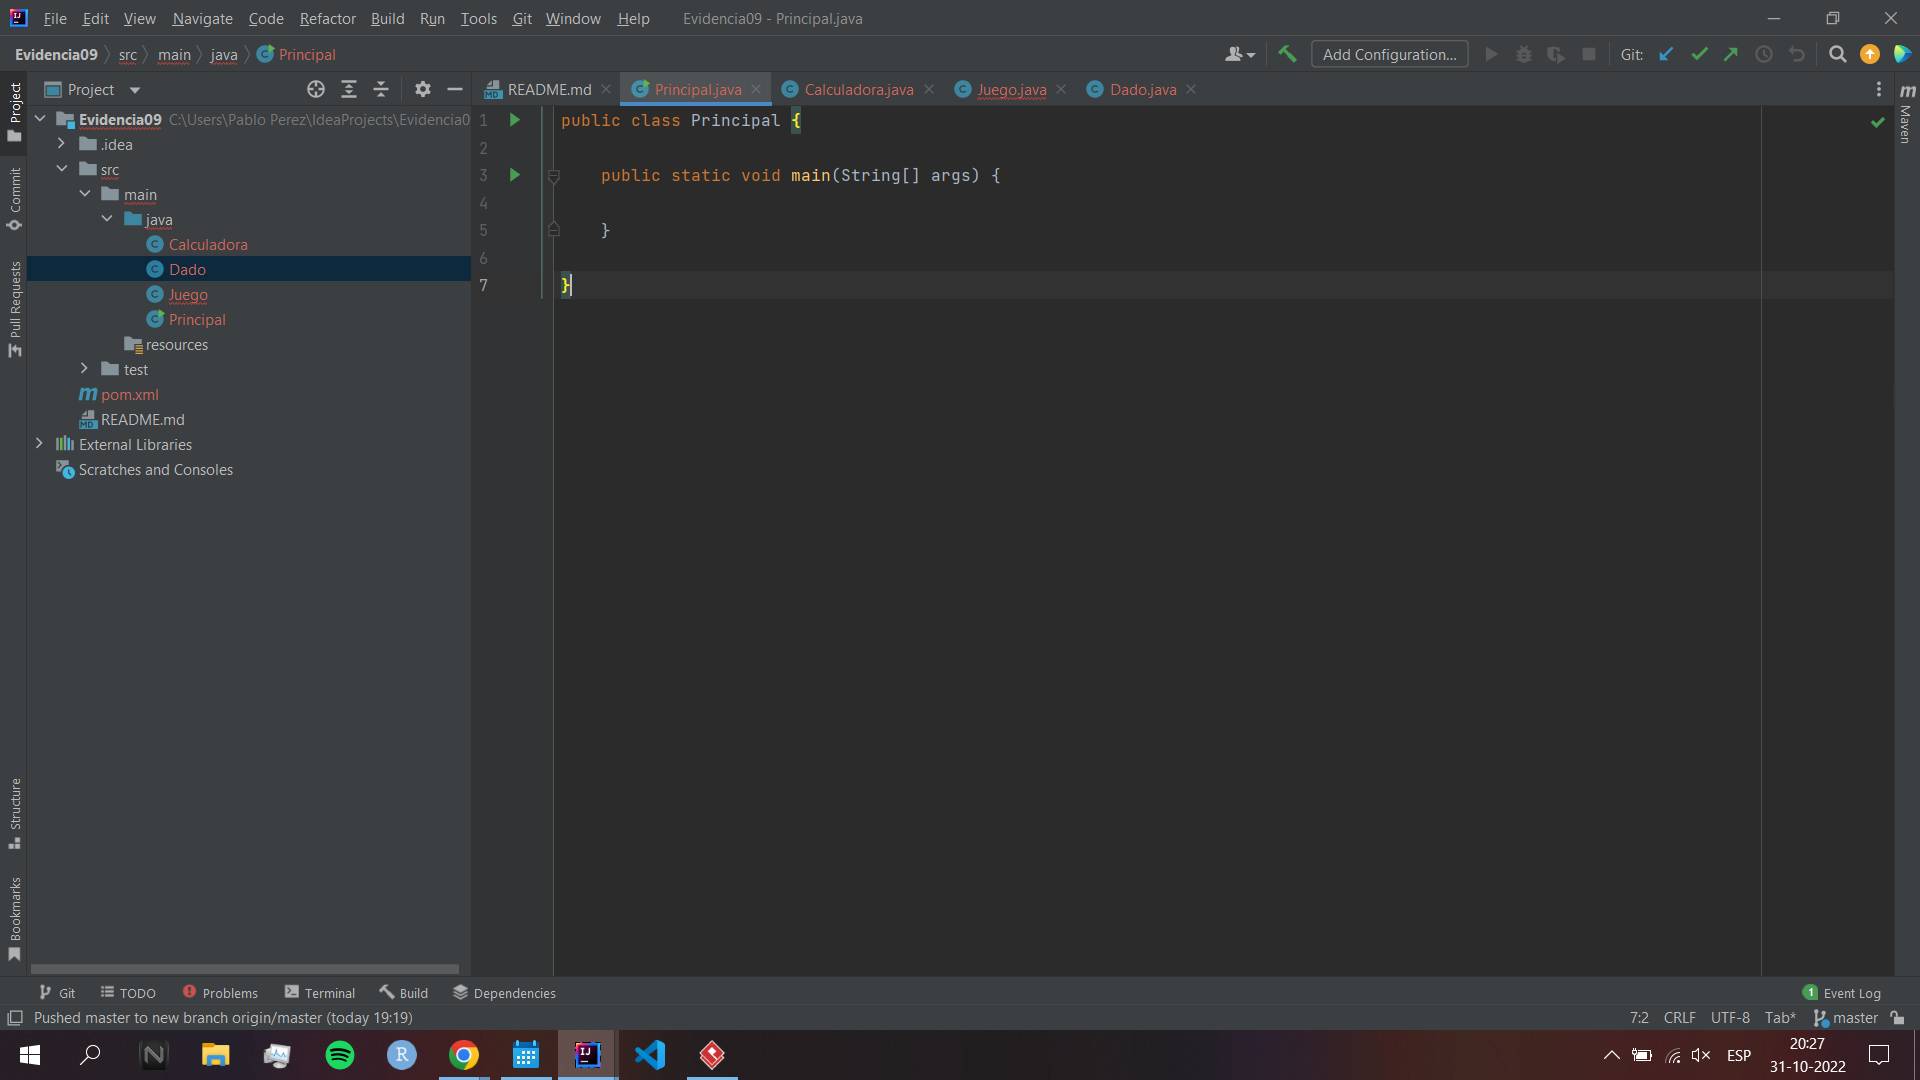 File Edit View Navigate Code Refactor Build Run Tools Git Window Help Evidencia09 - Principal.java
Evidencia09 src main java Principal Add Configuration... Git:
Project README.md Principal.java Calculadora.java Juego.java Dado.java
Project
Commit
Pull Requests
Structure
Bookmarks
Maven
Evidencia09 C:\Users\Pablo Perez\IdeaProjects\Evidencia0
.idea
src
main
java
Calculadora
Dado
Juego
Principal
resources
test
pom.xml
README.md
External Libraries
Scratches and Consoles
1 public class Principal {
2
3 public static void main(String[] args) {
4
5 }
6
7 }
Git TODO Problems Terminal Build Dependencies 1 Event Log
Pushed master to new branch origin/master (today 19:19) 7:2 CRLF UTF-8 Tab* master
ESP 20:27
31-10-2022